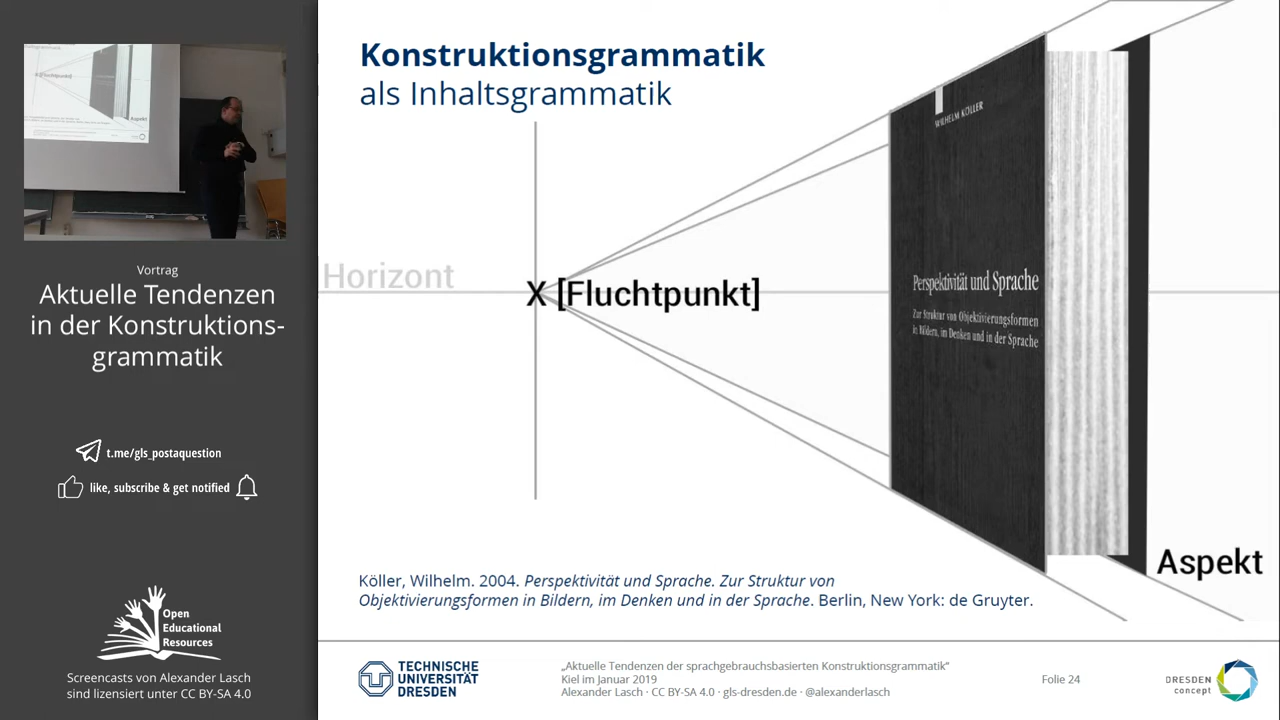 Vortrag
Aktuelle Tendenzen
in der Konstruktions-
grammatik
t.me/gls_postaquestion
like, subscribe & get notified
Open
Educational
Resources
Screencasts von Alexander Lasch
sind lizensiert unter CC BY-SA 4.0
Konstruktionsgrammatik
als Inhaltsgrammatik
Horizont
X [Fluchtpunkt]
WILHELM KÖLLER
Perspektivität und Sprache
Zur Struktur von Objektivierungsformen
in Bildern, im Denken und in der Sprache
Aspekt
Köller, Wilhelm. 2004. Perspektivität und Sprache. Zur Struktur von
Objektivierungsformen in Bildern, im Denken und in der Sprache. Berlin, New York: de Gruyter.
TECHNISCHE
UNIVERSITÄT
DRESDEN
„Aktuelle Tendenzen der sprachgebrauchsbasierten Konstruktionsgrammatik“
Kiel im Januar 2019
Alexander Lasch · CC BY-SA 4.0 · gls-dresden.de · @alexanderlasch
Folie 24
DRESDEN
concept